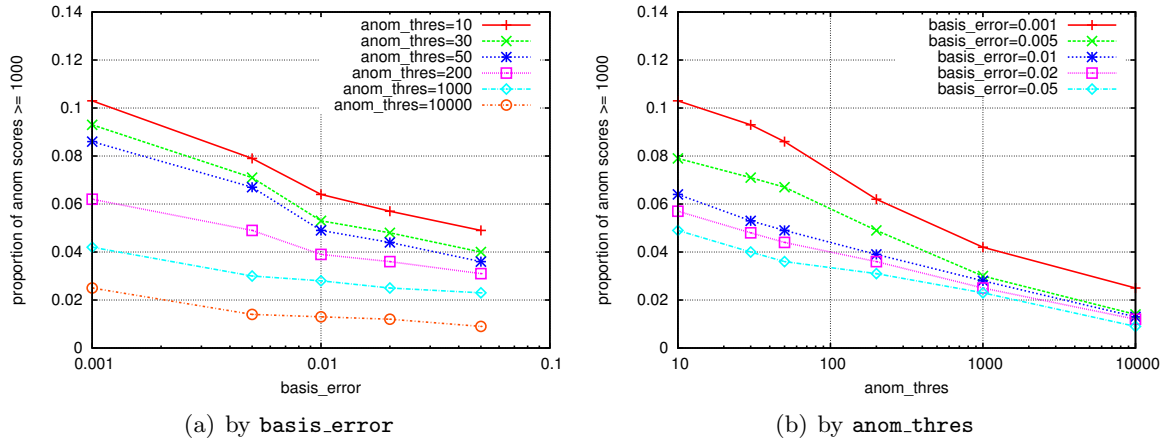 0.14
0.12
0.1
0.08
0.06
0.04
0.02
0
proportion of anom scores >= 1000
anom_thres=10
anom_thres=30
anom_thres=50
anom_thres=200
anom_thres=1000
anom_thres=10000
0.001 0.01 0.1
basis_error
(a) by basis_error
0.14
0.12
0.1
0.08
0.06
0.04
0.02
0
proportion of anom scores >= 1000
basis_error=0.001
basis_error=0.005
basis_error=0.01
basis_error=0.02
basis_error=0.05
10 100 1000 10000
anom_thres
(b) by anom_thres